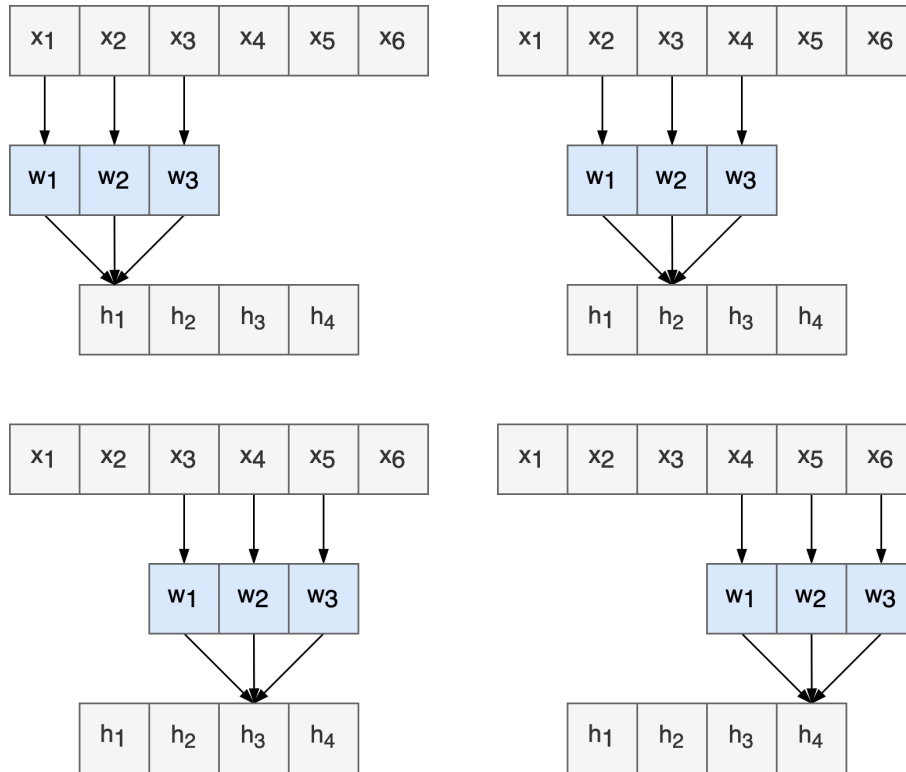 x₁ x₂ x₃ x₄ x₅ x₆
w₁ w₂ w₃
h₁ h₂ h₃ h₄
x₁ x₂ x₃ x₄ x₅ x₆
w₁ w₂ w₃
h₁ h₂ h₃ h₄
x₁ x₂ x₃ x₄ x₅ x₆
w₁ w₂ w₃
h₁ h₂ h₃ h₄
x₁ x₂ x₃ x₄ x₅ x₆
w₁ w₂ w₃
h₁ h₂ h₃ h₄